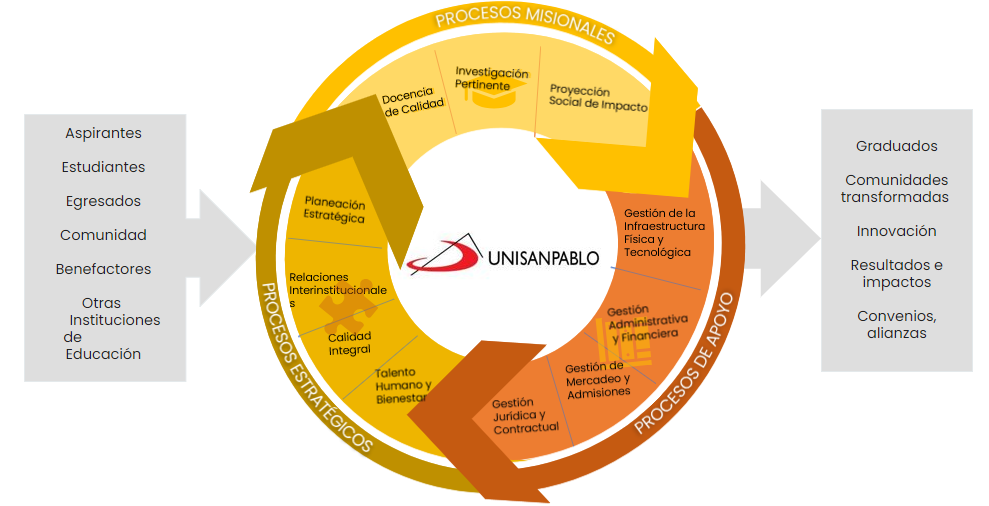 PROCESOS MISIONALES
Docencia
de Calidad
Investigación
Pertinente
Proyección
Social de Impacto
Aspirantes
Estudiantes
Egresados
Comunidad
Benefactores
Otras
Instituciones
de
Educación
Planeación
Estratégica
Relaciones
Interinstitucionale
s
Calidad
Integral
Talento
Humano y
Bienestar
PROCESOS ESTRATÉGICOS
UNISANPABLO
Gestión de la
Infraestructura
Física y
Tecnológica
Gestión
Administrativa
y Financiera
Gestión de
Mercadeo y
Admisiones
Gestión
Jurídica y
Contractual
PROCESOS DE APOYO
Graduados
Comunidades
transformadas
Innovación
Resultados e
impactos
Convenios,
alianzas